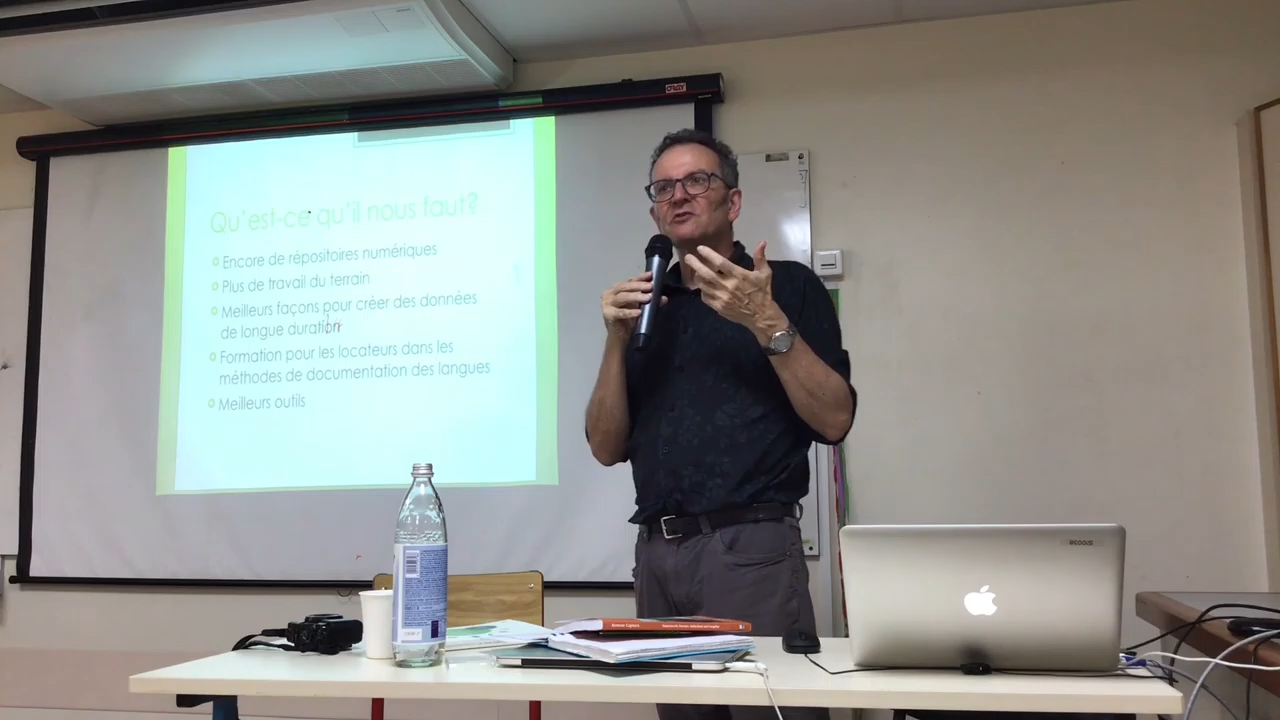 ORAY
Qu'est-ce qu'il nous faut?
Encore de répositoires numériques
Plus de travail du terrain
Meilleurs façons pour créer des données
de longue duration
Formation pour les locateurs dans les
méthodes de documentation des langues
Meilleurs outils